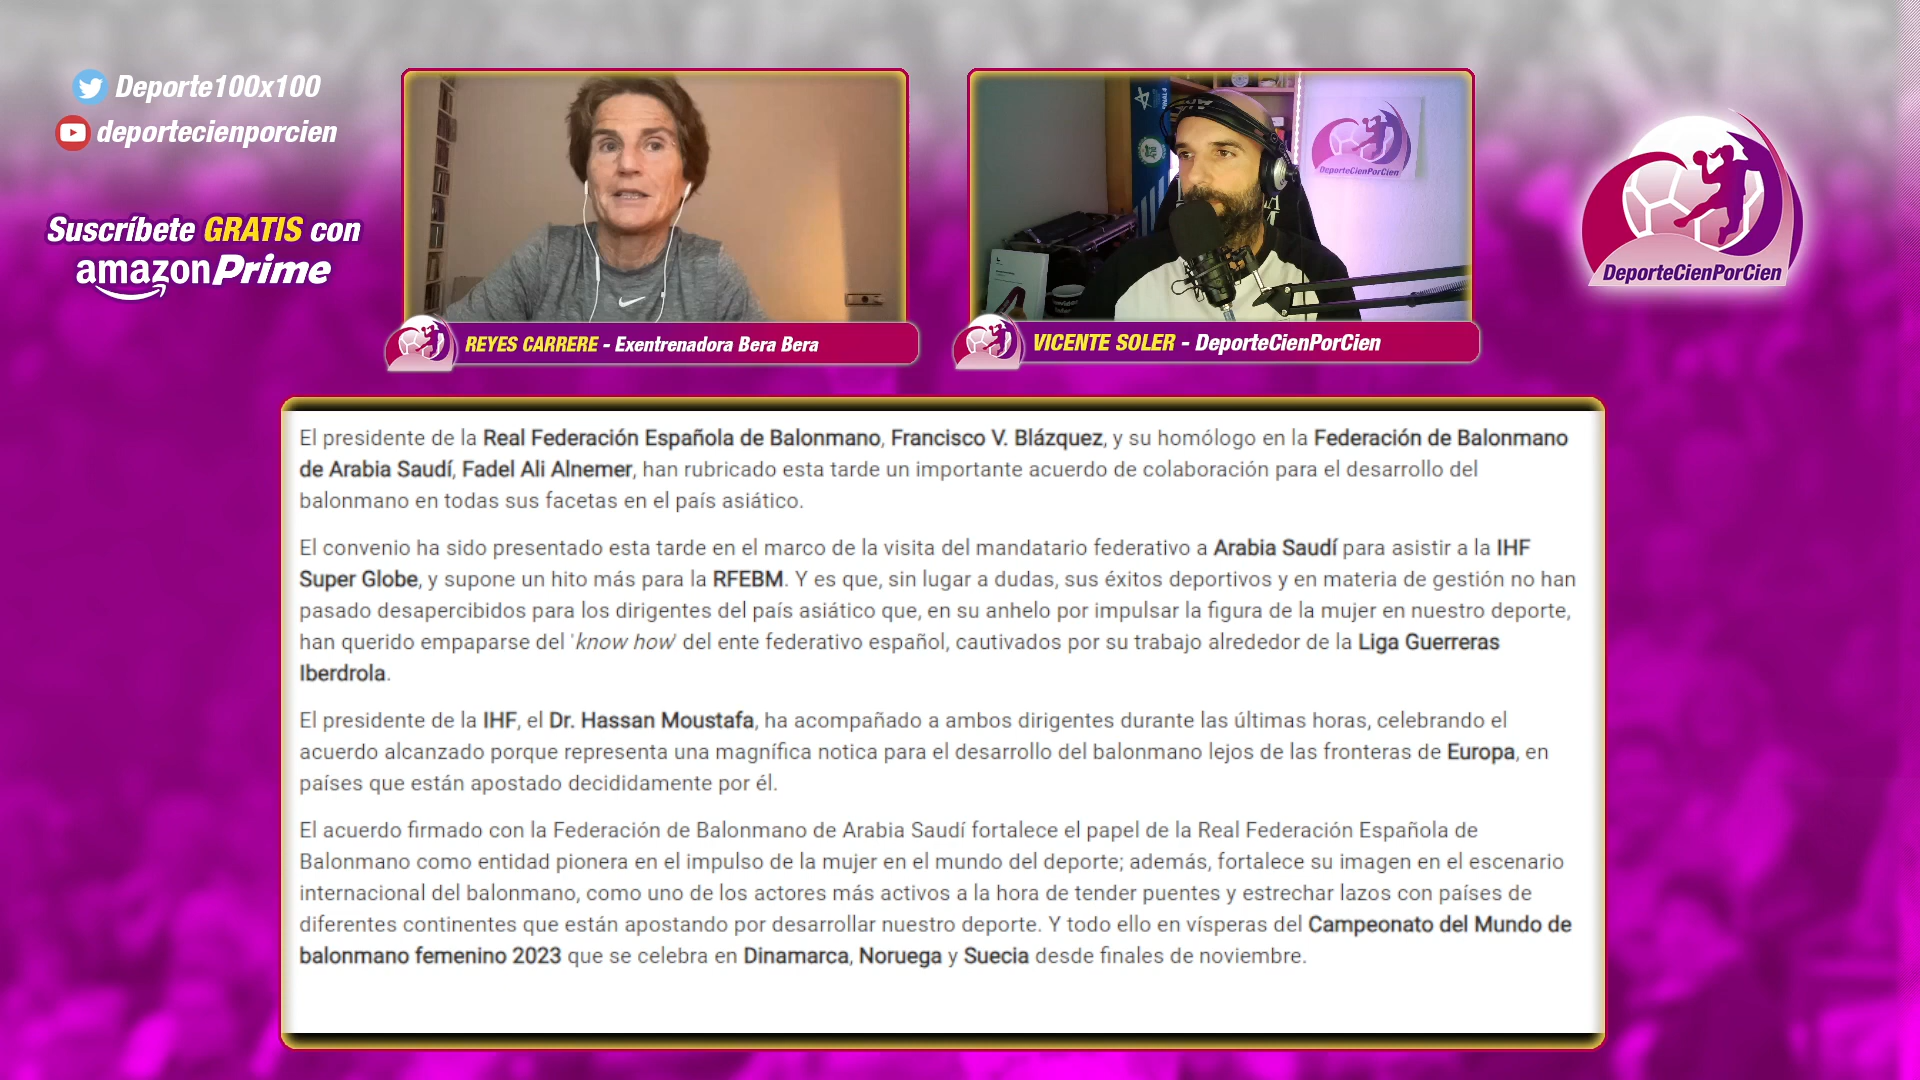 Deporte100x100
deportecienporcien
Suscríbete GRATIS con
amazonPrime
REYES CARRERE - Exentrenadora Bera Bera
DeporteCienPorCien
VICENTE SOLER - DeporteCienPorCien
DeporteCienPorCien
El presidente de la Real Federación Española de Balonmano, Francisco V. Blázquez, y su homólogo en la Federación de Balonmano
de Arabia Saudí, Fadel Ali Alnemer, han rubricado esta tarde un importante acuerdo de colaboración para el desarrollo del
balonmano en todas sus facetas en el país asiático.
El convenio ha sido presentado esta tarde en el marco de la visita del mandatario federativo a Arabia Saudí para asistir a la IHF
Super Globe, y supone un hito más para la RFEBM. Y es que, sin lugar a dudas, sus éxitos deportivos y en materia de gestión no han
pasado desapercibidos para los dirigentes del país asiático que, en su anhelo por impulsar la figura de la mujer en nuestro deporte,
han querido empaparse del 'know how' del ente federativo español, cautivados por su trabajo alrededor de la Liga Guerreras
Iberdrola.
El presidente de la IHF, el Dr. Hassan Moustafa, ha acompañado a ambos dirigentes durante las últimas horas, celebrando el
acuerdo alcanzado porque representa una magnífica notica para el desarrollo del balonmano lejos de las fronteras de Europa, en
países que están apostado decididamente por él.
El acuerdo firmado con la Federación de Balonmano de Arabia Saudí fortalece el papel de la Real Federación Española de
Balonmano como entidad pionera en el impulso de la mujer en el mundo del deporte; además, fortalece su imagen en el escenario
internacional del balonmano, como uno de los actores más activos a la hora de tender puentes y estrechar lazos con países de
diferentes continentes que están apostando por desarrollar nuestro deporte. Y todo ello en vísperas del Campeonato del Mundo de
balonmano femenino 2023 que se celebra en Dinamarca, Noruega y Suecia desde finales de noviembre.